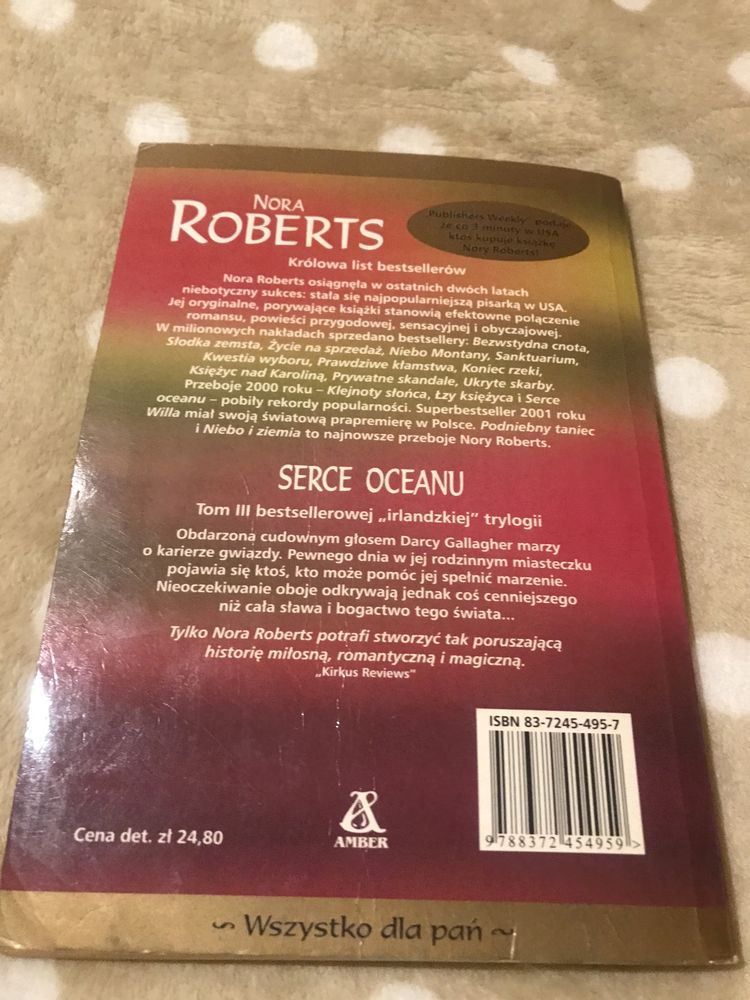 NORA
ROBERTS
„Publishers Weekly” podaje,
że co 3 minuty w USA
ktoś kupuje książkę
Nory Roberts!
Królowa list bestsellerów
Nora Roberts osiągnęła w ostatnich dwóch latach
niebotyczny sukces: stała się najpopularniejszą pisarką w USA.
Jej oryginalne, porywające książki stanowią efektowne połączenie
romansu, powieści przygodowej, sensacyjnej i obyczajowej.
W milionowych nakładach sprzedano bestsellery: Bezwstydna cnota,
Słodka zemsta, Życie na sprzedaż, Niebo Montany, Sanktuarium,
Kwestia wyboru, Prawdziwe kłamstwa, Koniec rzeki,
Księżyc nad Karoliną, Prywatne skandale, Ukryte skarby.
Przeboje 2000 roku – Klejnoty słońca, Łzy księżyca i Serce
oceanu – pobiły rekordy popularności. Superbestseller 2001 roku
Willa miał swoją światową prapremierę w Polsce. Podniebny taniec
i Niebo i ziemia to najnowsze przeboje Nory Roberts.
SERCE OCEANU
Tom III bestsellerowej „irlandzkiej” trylogii
Obdarzona cudownym głosem Darcy Gallagher marzy
o karierze gwiazdy. Pewnego dnia w jej rodzinnym miasteczku
pojawia się ktoś, kto może pomóc jej spełnić marzenie.
Nieoczekiwanie oboje odkrywają jednak coś cenniejszego
niż cała sława i bogactwo tego świata...
Tylko Nora Roberts potrafi stworzyć tak poruszającą
historię miłosną, romantyczną i magiczną.
„Kirkus Reviews”
ISBN 83-7245-495-7
9788372454959>
Cena det. zł 24,80
AMBER
~ Wszystko dla pań ~